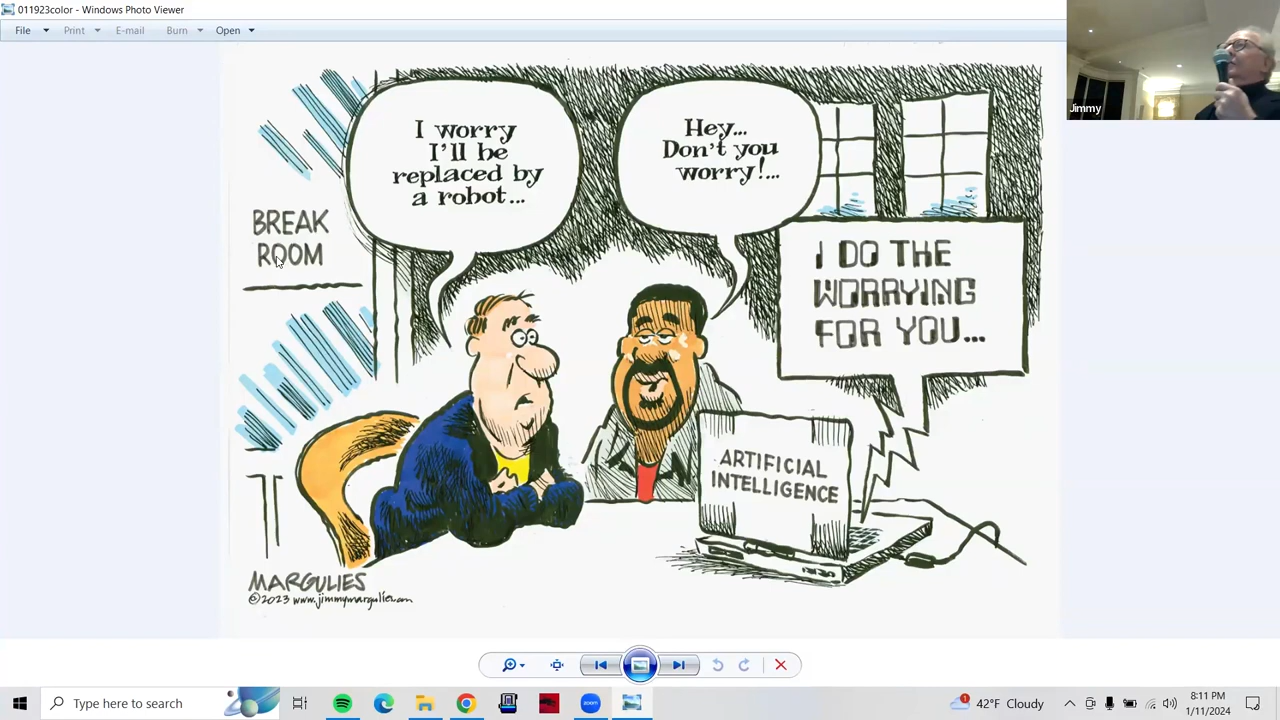 011923color - Windows Photo Viewer
File Print E-mail Burn Open
Jimmy
I worry
I'll be
replaced by
a robot...
Hey...
Don't you
worry!...
I DO THE
WORRYING
FOR YOU...
BREAK
ROOM
ARTIFICIAL
INTELLIGENCE
MARGULIES
©2023 www.jimmymargulies.com
Type here to search
zoom
1
42°F Cloudy
8:11 PM
1/11/2024